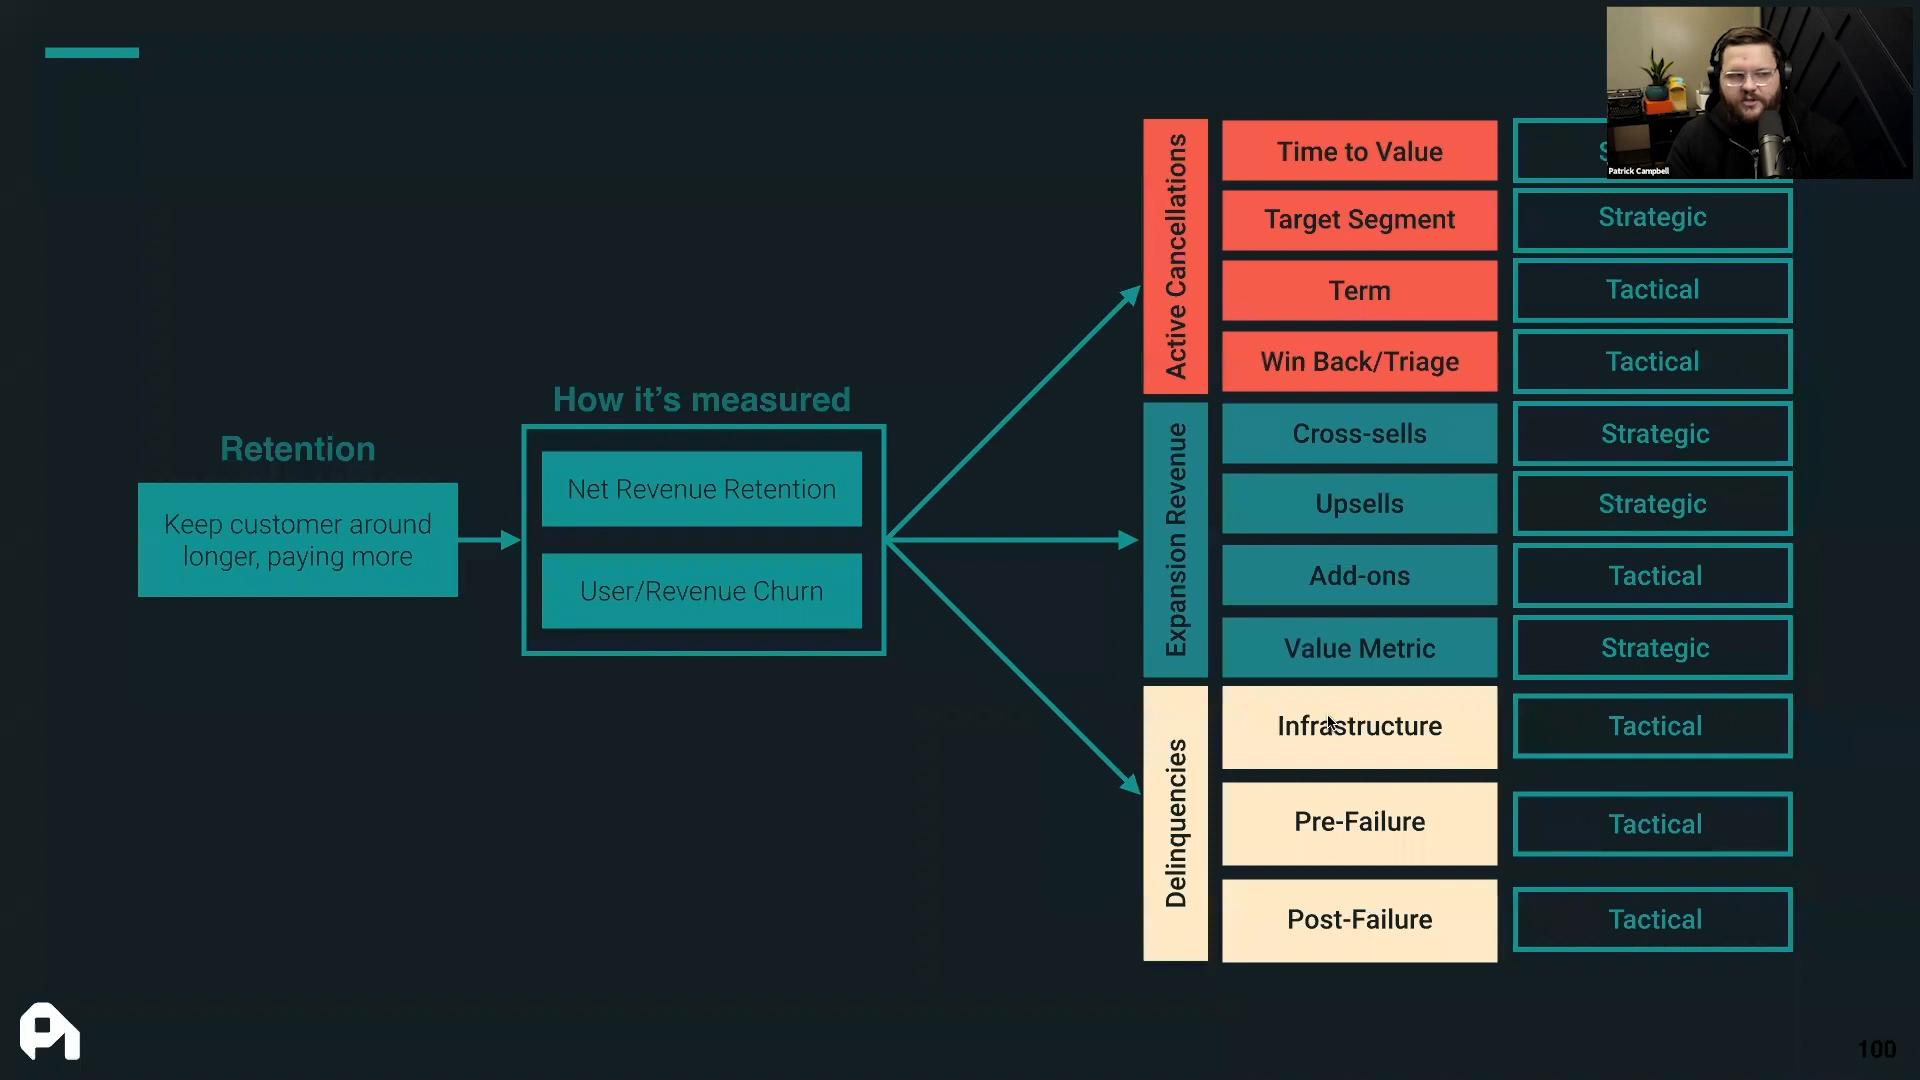 Patrick Campbell
Retention
Keep customer around
longer, paying more
How it's measured
Net Revenue Retention
User/Revenue Churn
Active Cancellations
Time to Value
Target Segment
Strategic
Term
Tactical
Win Back/Triage
Tactical
Expansion Revenue
Cross-sells
Strategic
Upsells
Strategic
Add-ons
Tactical
Value Metric
Strategic
Delinquencies
Infrastructure
Tactical
Pre-Failure
Tactical
Post-Failure
Tactical
100